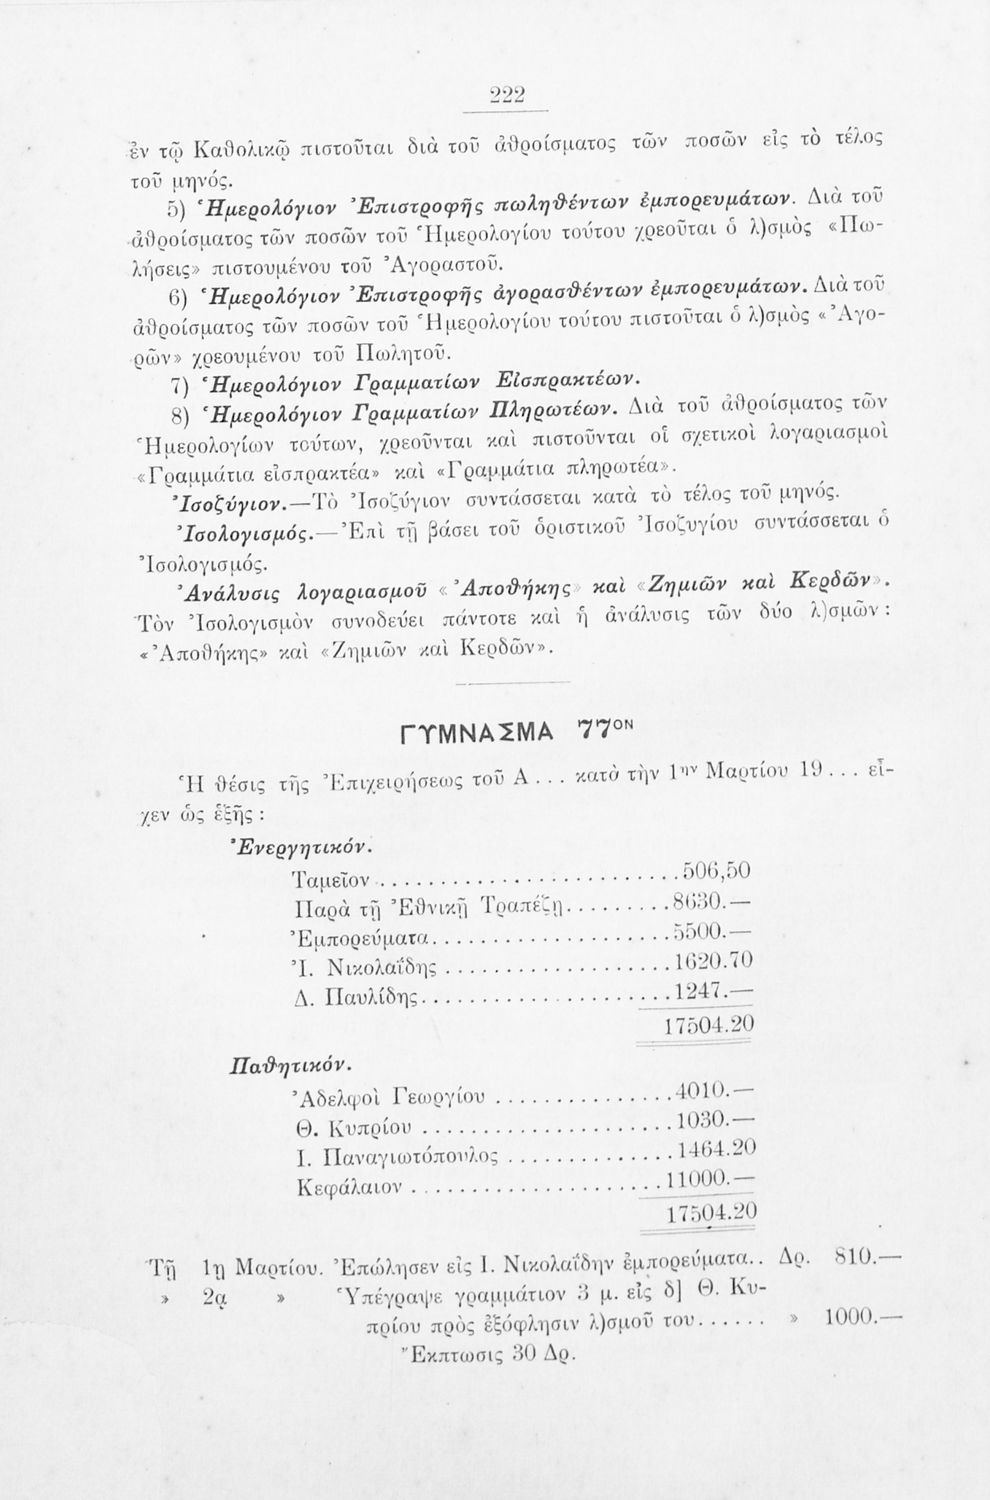 222
ἐν τῷ Καθολικῷ πιστοῦται διὰ τοῦ ἀθροίσματος τῶν ποσῶν εἰς τὸ τέλος
τοῦ μηνός.
5) Ἡμερολόγιον Ἐπιστροφῆς πωληθέντων ἐμπορευμάτων. Διὰ τοῦ
ἀθροίσματος τῶν ποσῶν τοῦ Ἡμερολογίου τούτου χρεοῦται ὁ λ)σμὸς «Πω-
λήσεις» πιστουμένου τοῦ Ἀγοραστοῦ.
6) Ἡμερολόγιον Ἐπιστροφῆς ἀγορασθέντων ἐμπορευμάτων. Διὰ τοῦ
ἀθροίσματος τῶν ποσῶν τοῦ Ἡμερολογίου τούτου πιστοῦται ὁ λ)σμὸς «Ἀγο-
ρῶν» χρεουμένου τοῦ Πωλητοῦ.
7) Ἡμερολόγιον Γραμματίων Εἰσπρακτέων.
8) Ἡμερολόγιον Γραμματίων Πληρωτέων. Διὰ τοῦ ἀθροίσματος τῶν
Ἡμερολογίων τούτων, χρεοῦνται καὶ πιστοῦνται οἱ σχετικοὶ λογαριασμοὶ
«Γραμμάτια εἰσπρακτέα» καὶ «Γραμμάτια πληρωτέα».
Ἰσοζύγιον.—Τὸ Ἰσοζύγιον συντάσσεται κατὰ τὸ τέλος τοῦ μηνός.
Ἰσολογισμός.—Ἐπὶ τῇ βάσει τοῦ ὁριστικοῦ Ἰσοζυγίου συντάσσεται ὁ
Ἰσολογισμός.
Ἀνάλυσις λογαριασμοῦ «Ἀποθήκης» καὶ «Ζημιῶν καὶ Κερδῶν».
Τὸν Ἰσολογισμὸν συνοδεύει πάντοτε καὶ ἡ ἀνάλυσις τῶν δύο λ)σμῶν:
«Ἀποθήκης» καὶ «Ζημιῶν καὶ Κερδῶν».
ΓΥΜΝΑΣΜΑ 77ΟΝ
Ἡ θέσις τῆς Ἐπιχειρήσεως τοῦ Α... κατὰ τὴν 1ην Μαρτίου 19... εἶ-
χεν ὡς ἑξῆς:
Ἐνεργητικόν.
Ταμεῖον..........................506,50
Παρὰ τῇ Ἐθνικῇ Τραπέζῃ.........8630.—
Ἐμπορεύματα....................5500.—
Ἰ. Νικολαΐδης...................1620.70
Δ. Παυλίδης.....................1247.—
17504.20
Παθητικόν.
Ἀδελφοὶ Γεωργίου...............4010.—
Θ. Κυπρίου.....................1030.—
Ι. Παναγιωτόπουλος..............1464.20
Κεφάλαιον.....................11000.—
17504.20
Τῇ 1ῃ Μαρτίου. Ἐπώλησεν εἰς Ι. Νικολαΐδην ἐμπορεύματα.. Δρ. 810.—
» 2ᾳ » Ὑπέγραψε γραμμάτιον 3 μ. εἰς δ] Θ. Κυ-
πρίου πρὸς ἐξόφλησιν λ)σμοῦ του...... » 1000.—
Ἔκπτωσις 30 Δρ.